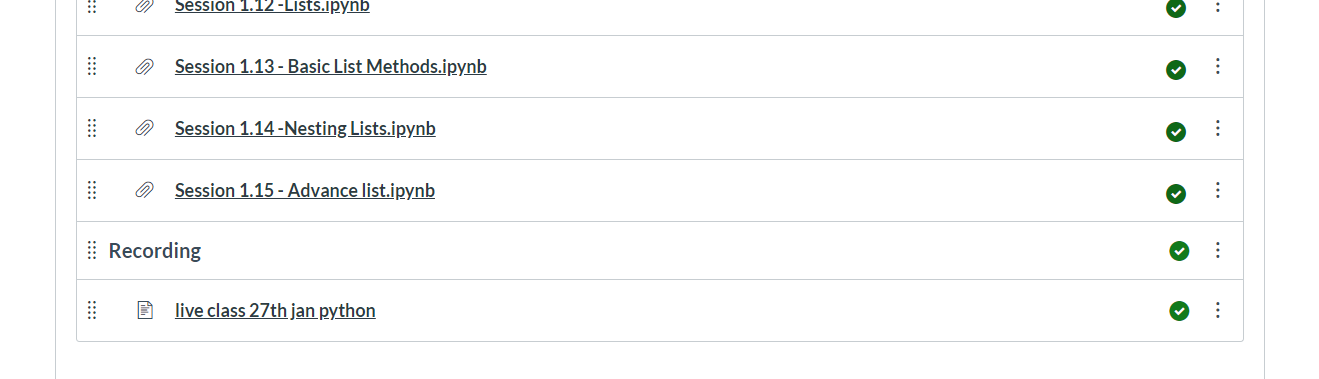 Session 1.12 -Lists.ipynb
Session 1.13 - Basic List Methods.ipynb
Session 1.14 -Nesting Lists.ipynb
Session 1.15 - Advance list.ipynb
Recording
live class 27th jan python